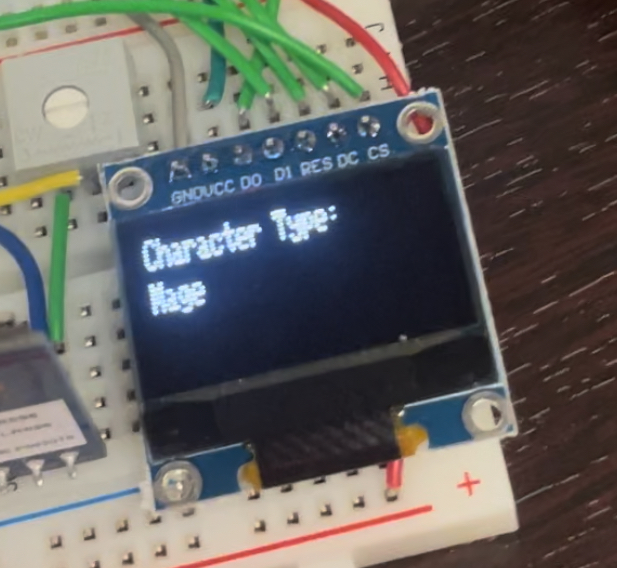 GND VCC D0 D1 RES DC CS
Character Type:
Mage
+